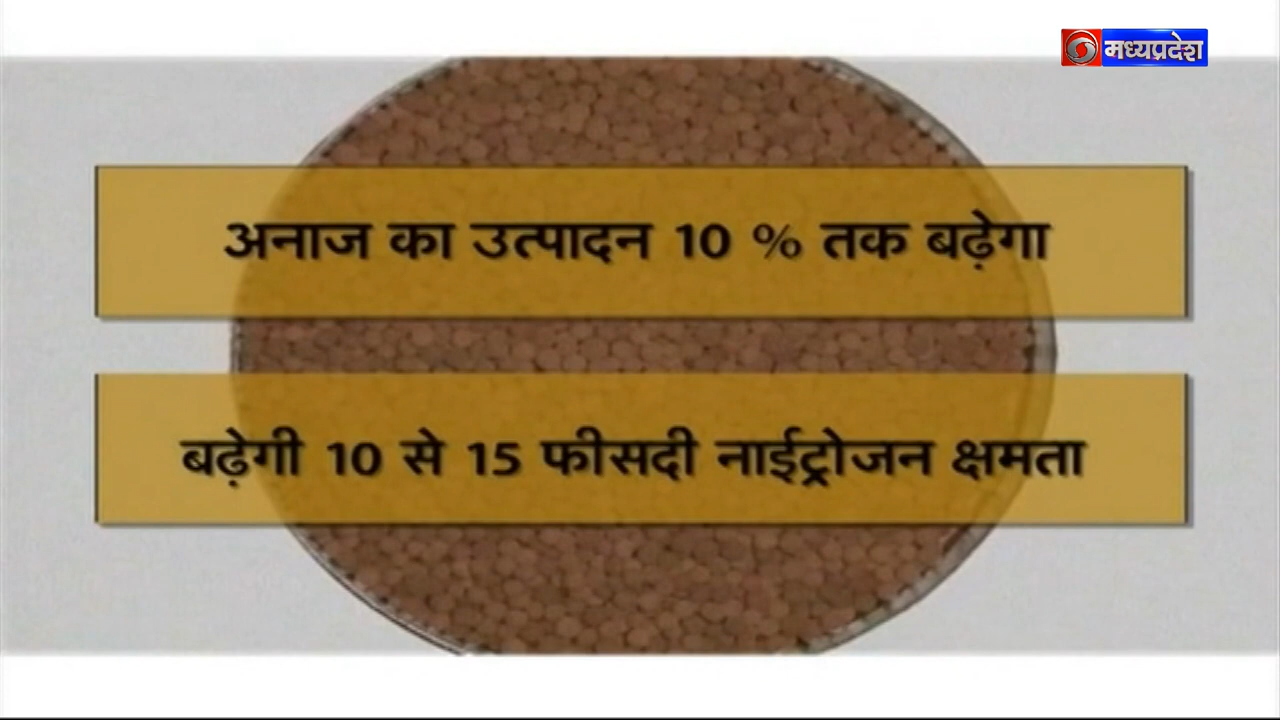 मध्यप्रदेश
अनाज का उत्पादन 10 % तक बढ़ेगा
बढ़ेगी 10 से 15 फीसदी नाईट्रोजन क्षमता